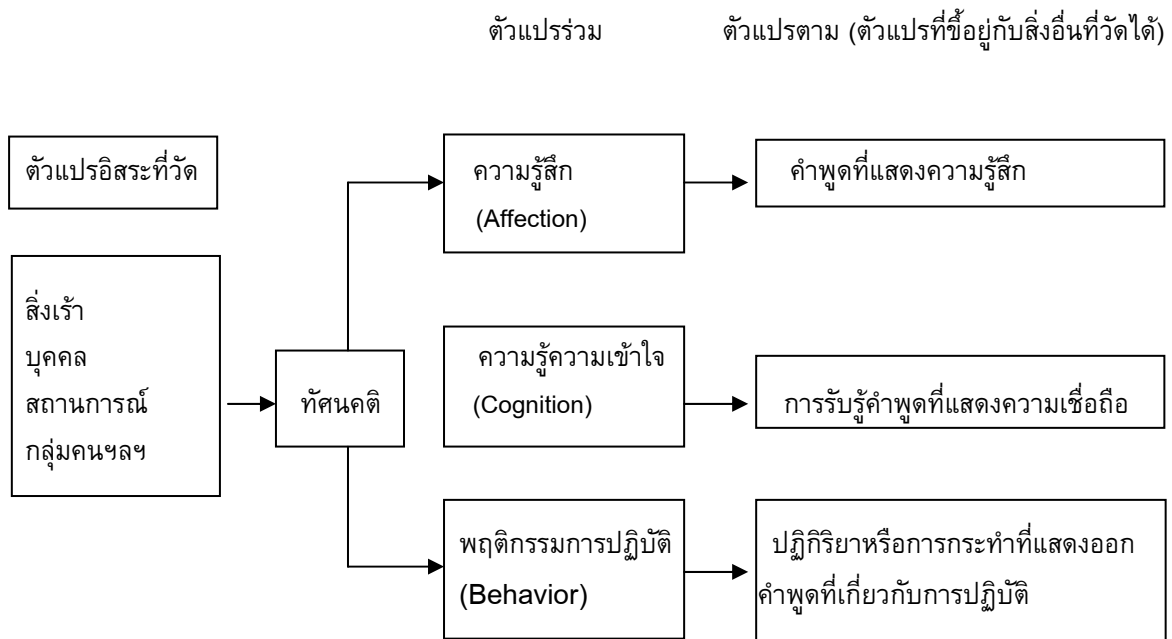 ตัวแปรร่วม ตัวแปรตาม (ตัวแปรที่ขึ้อยู่กับสิ่งอื่นที่วัดได้)
ตัวแปรอิสระที่วัด
ความรู้สึก
(Affection)
คำพูดที่แสดงความรู้สึก
สิ่งเร้า
บุคคล
สถานการณ์
กลุ่มคนฯลฯ
ทัศนคติ
ความรู้ความเข้าใจ
(Cognition)
การรับรู้คำพูดที่แสดงความเชื่อถือ
พฤติกรรมการปฏิบัติ
(Behavior)
ปฏิกิริยาหรือการกระทำที่แสดงออก
คำพูดที่เกี่ยวกับการปฏิบัติ